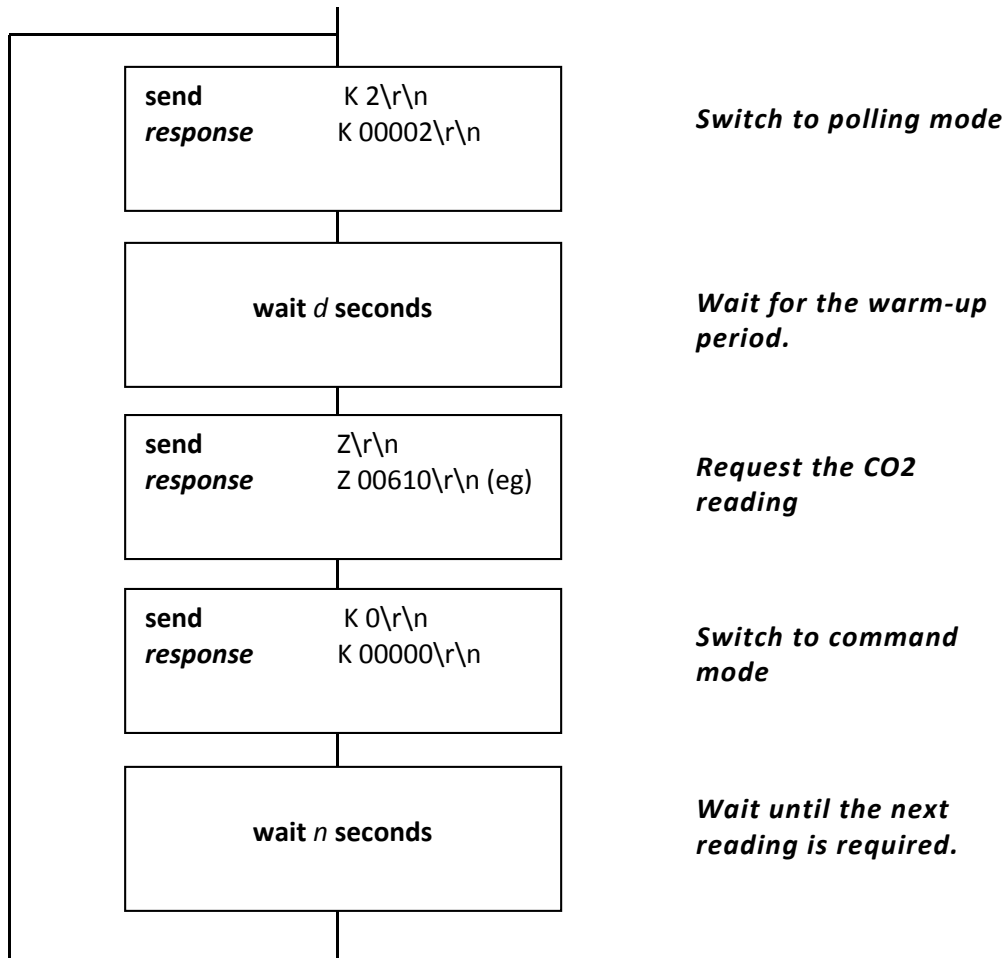 send K 2\r\n
response K 00002\r\n
Switch to polling mode
wait d seconds
Wait for the warm-up
period.
send Z\r\n
response Z 00610\r\n (eg)
Request the CO2
reading
send K 0\r\n
response K 00000\r\n
Switch to command
mode
wait n seconds
Wait until the next
reading is required.